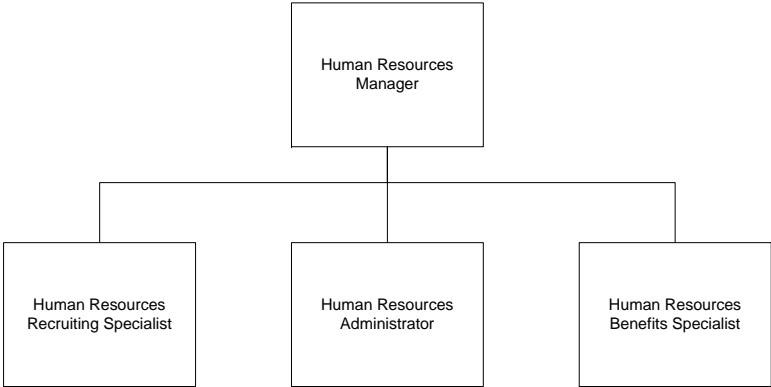 Human Resources
Manager
Human Resources
Recruiting Specialist
Human Resources
Administrator
Human Resources
Benefits Specialist